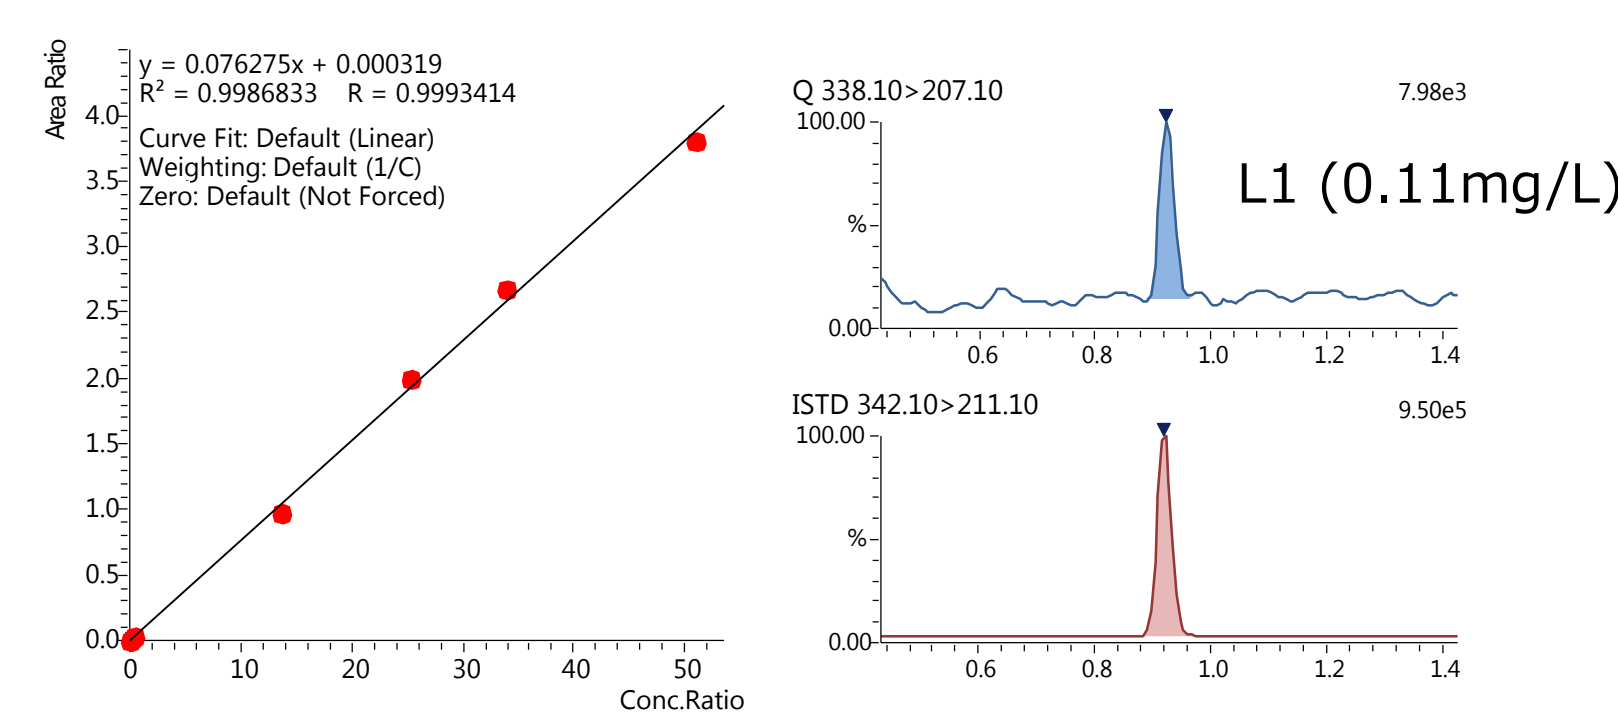 Area Ratio
y = 0.076275x + 0.000319
R² = 0.9986833 R = 0.9993414
Curve Fit: Default (Linear)
Weighting: Default (1/C)
Zero: Default (Not Forced)
4.0
3.5
3.0
2.5
2.0
1.5
1.0
0.5
0.0
0 10 20 30 40 50
Conc.Ratio
Q 338.10>207.10 7.98e3
100.00
L1 (0.11mg/L)
%
0.00
0.6 0.8 1.0 1.2 1.4
ISTD 342.10>211.10 9.50e5
100.00
%
0.00
0.6 0.8 1.0 1.2 1.4